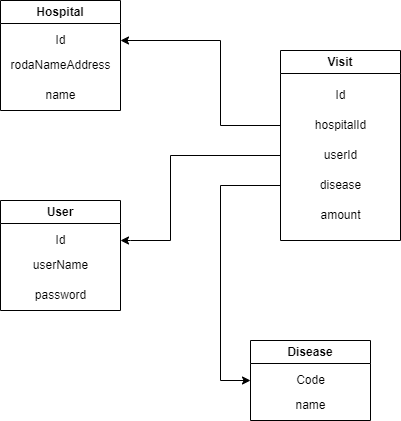 Hospital
Id
rodaNameAddress
name
Visit
Id
hospitalId
userId
disease
amount
User
Id
userName
password
Disease
Code
name